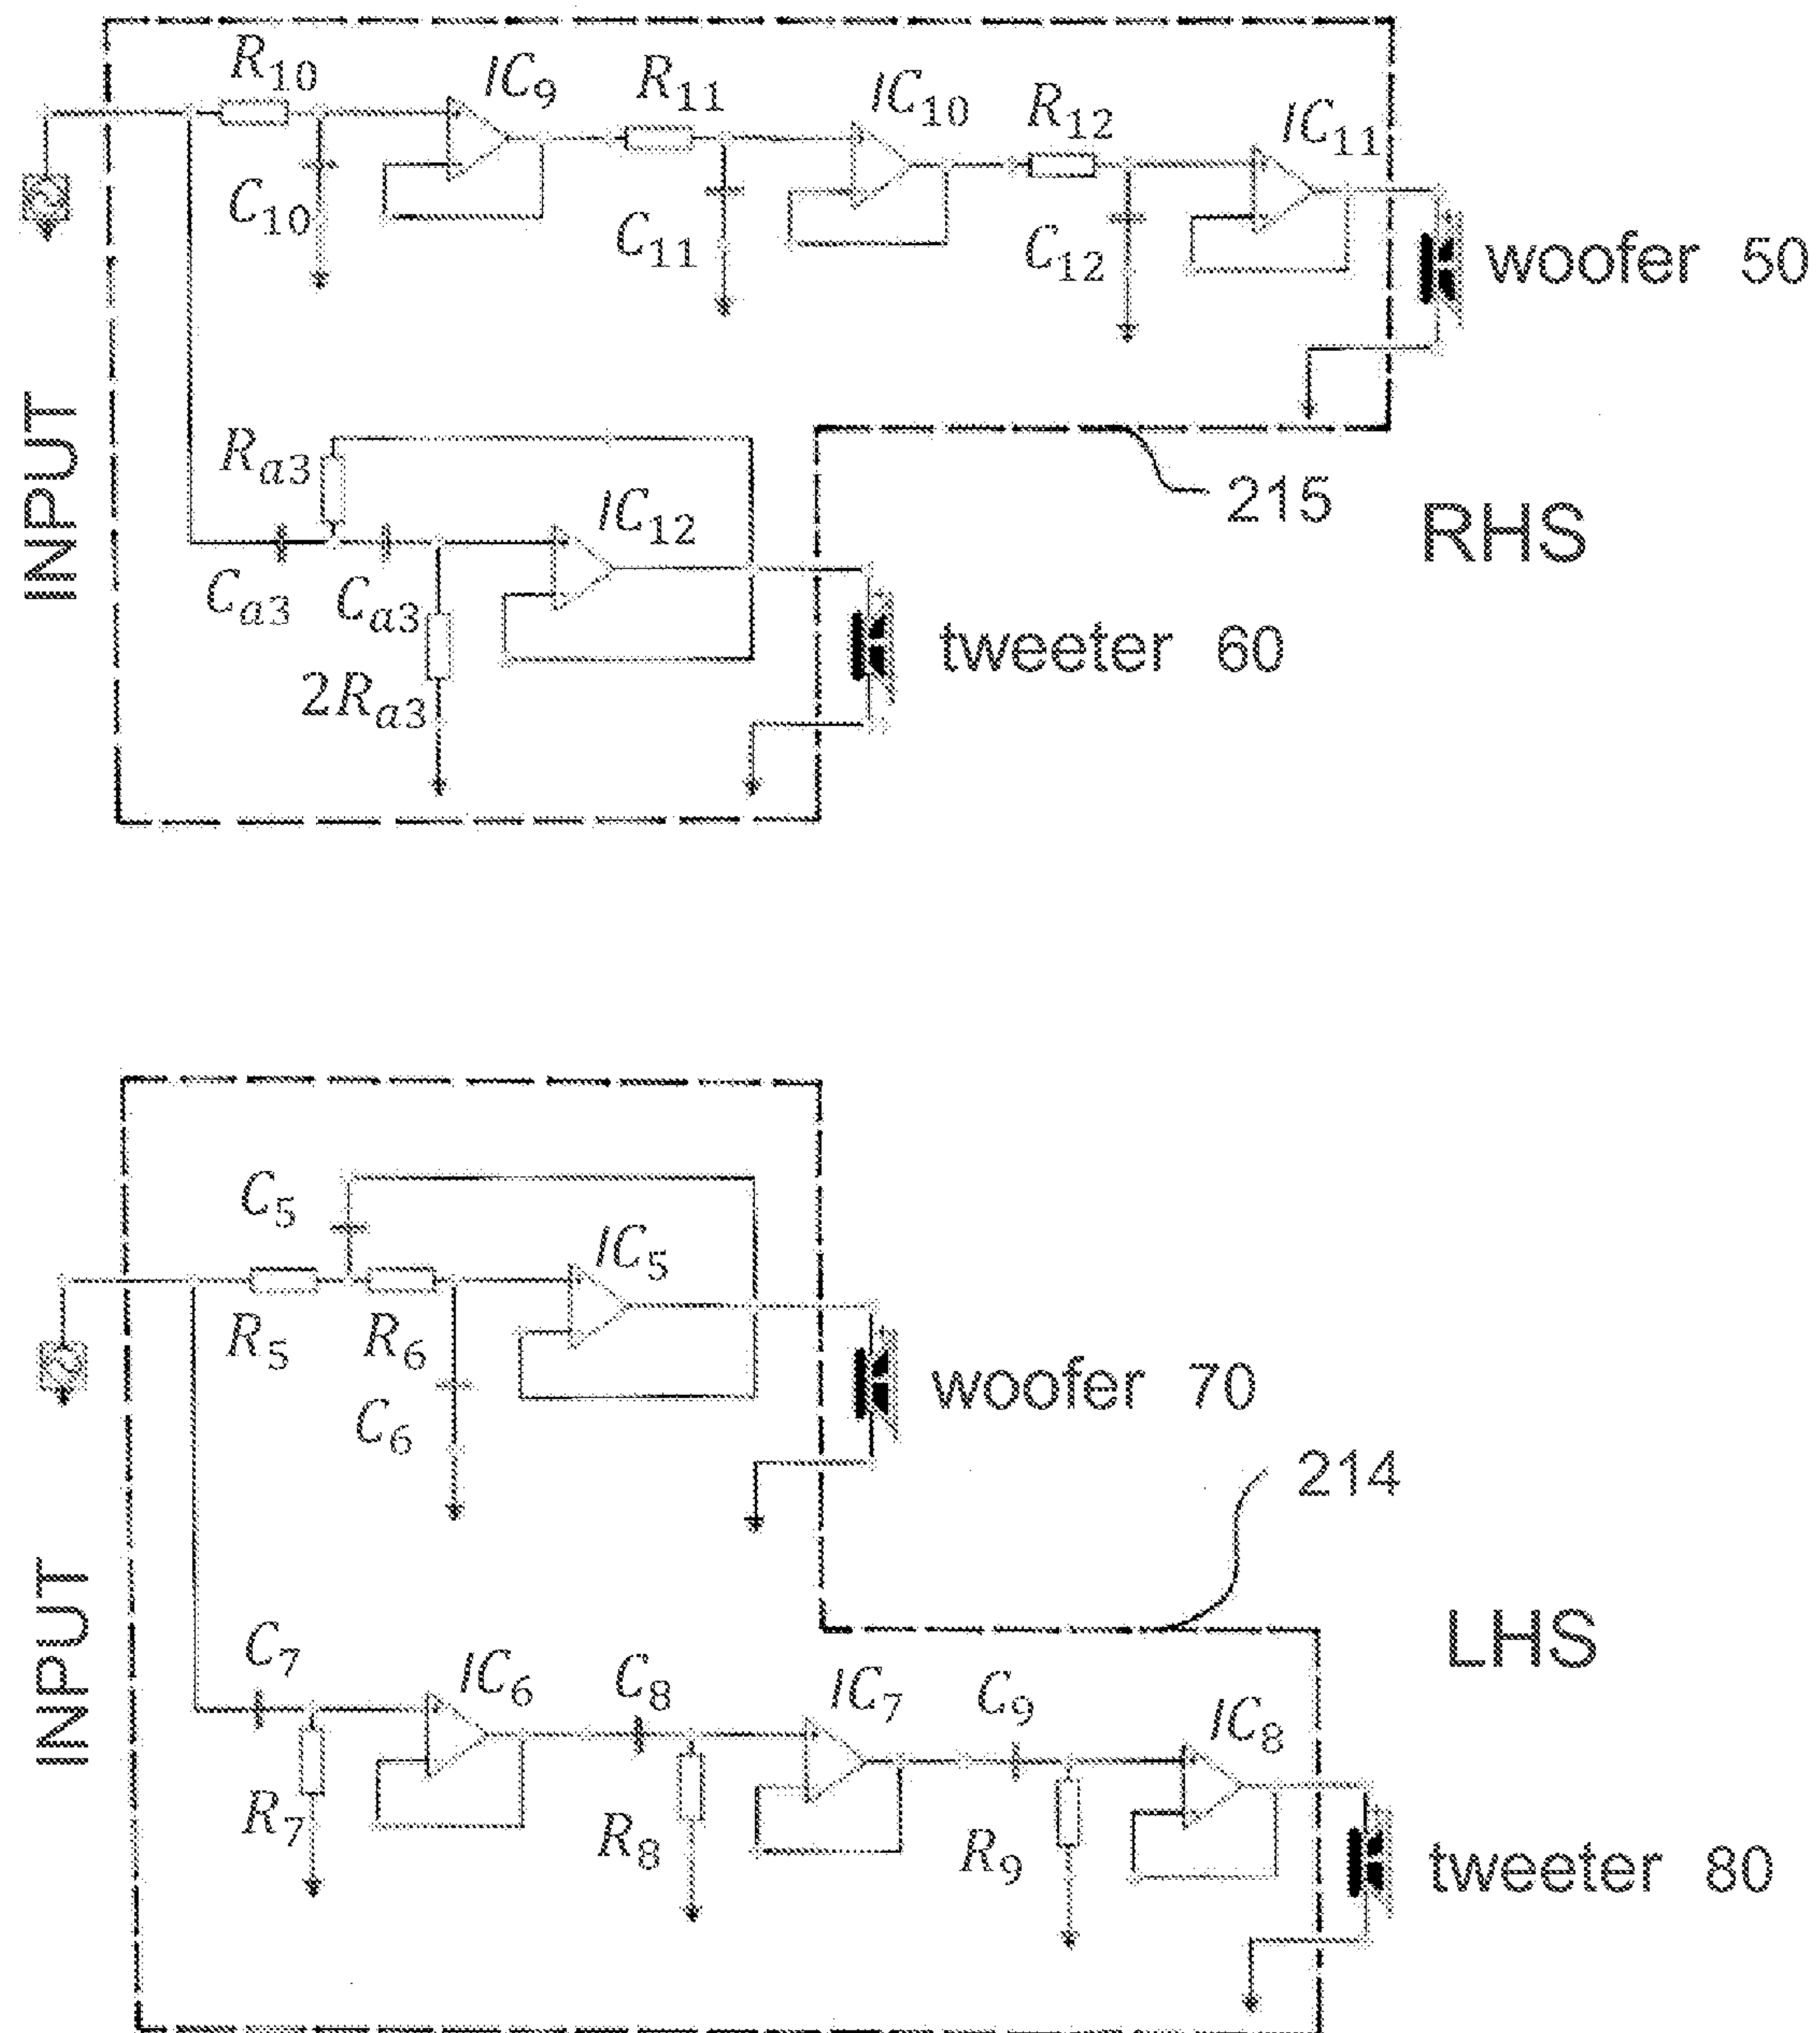 R10
IC9
R11
IC10
R12
IC11
C10
C11
C12
woofer 50
INPUT
Ra3
IC12
215
RHS
Ca3
Ca3
tweeter 60
2Ra3
C5
IC5
R5
R6
woofer 70
C6
214
INPUT
LHS
C7
IC6
C8
IC7
C9
IC8
R7
R8
R9
tweeter 80